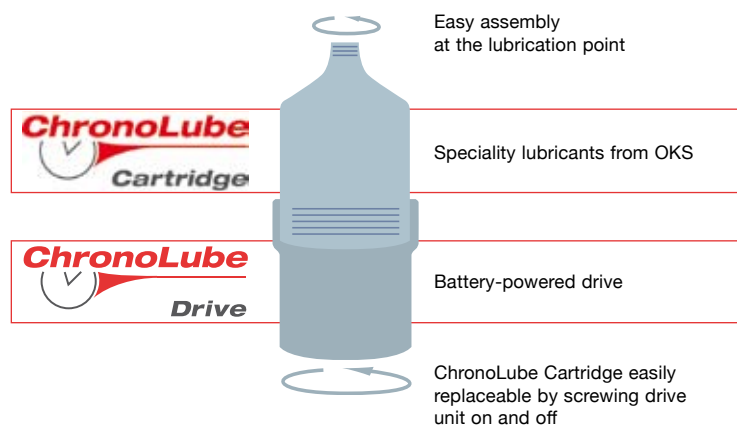 Easy assembly
at the lubrication point
ChronoLube
Cartridge
Speciality lubricants from OKS
ChronoLube
Drive
Battery-powered drive
ChronoLube Cartridge easily
replaceable by screwing drive
unit on and off